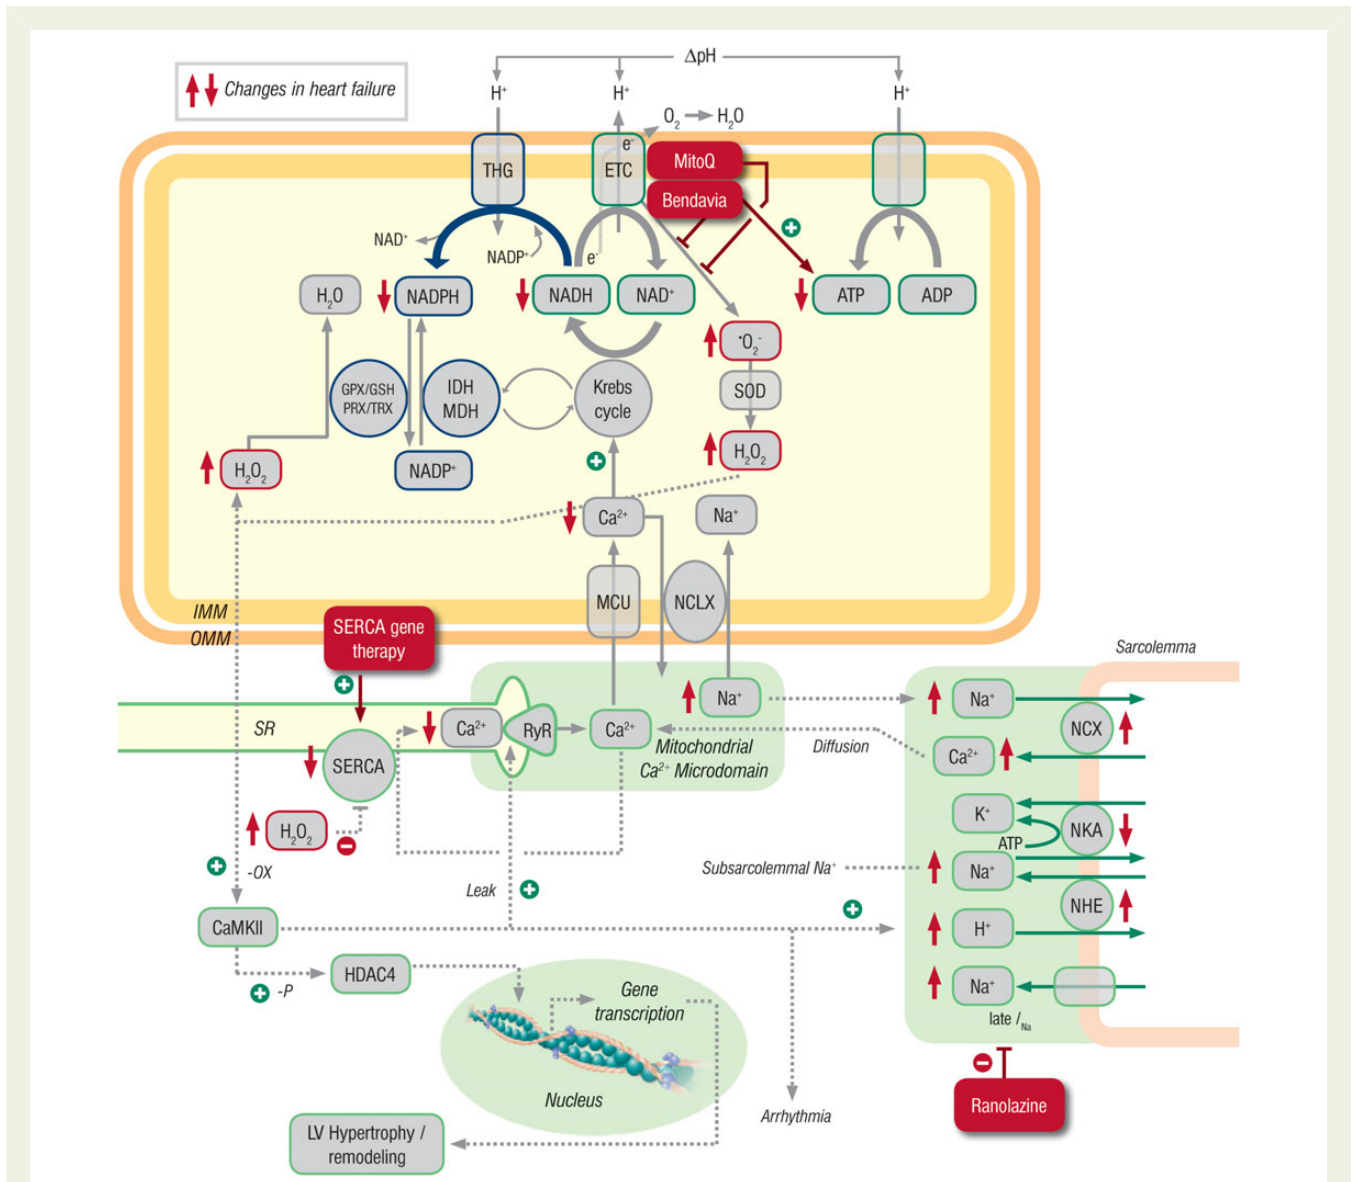 ΔpH
Changes in heart failure
H⁺
H⁺
H⁺
O₂
H₂O
e⁻
THG
ETC
MitoQ
Bendavia
NAD⁺
NADP⁺
e⁻
H₂O
NADPH
NADH
NAD⁺
ATP
ADP
•O₂⁻
GPX/GSH
PRX/TRX
IDH
MDH
Krebs
cycle
SOD
H₂O₂
NADP⁺
H₂O₂
Ca²⁺
Na⁺
MCU
NCLX
IMM
OMM
SERCA gene
therapy
Sarcolemma
Na⁺
Na⁺
SR
Ca²⁺
RyR
Ca²⁺
Mitochondrial
Ca²⁺ Microdomain
Diffusion
NCX
Ca²⁺
SERCA
H₂O₂
K⁺
ATP
NKA
-OX
Leak
Subsarcolemmal Na⁺
Na⁺
NHE
CaMKII
H⁺
-P
HDAC4
Gene
transcription
Na⁺
late I Na
Nucleus
Arrhythmia
Ranolazine
LV Hypertrophy /
remodeling